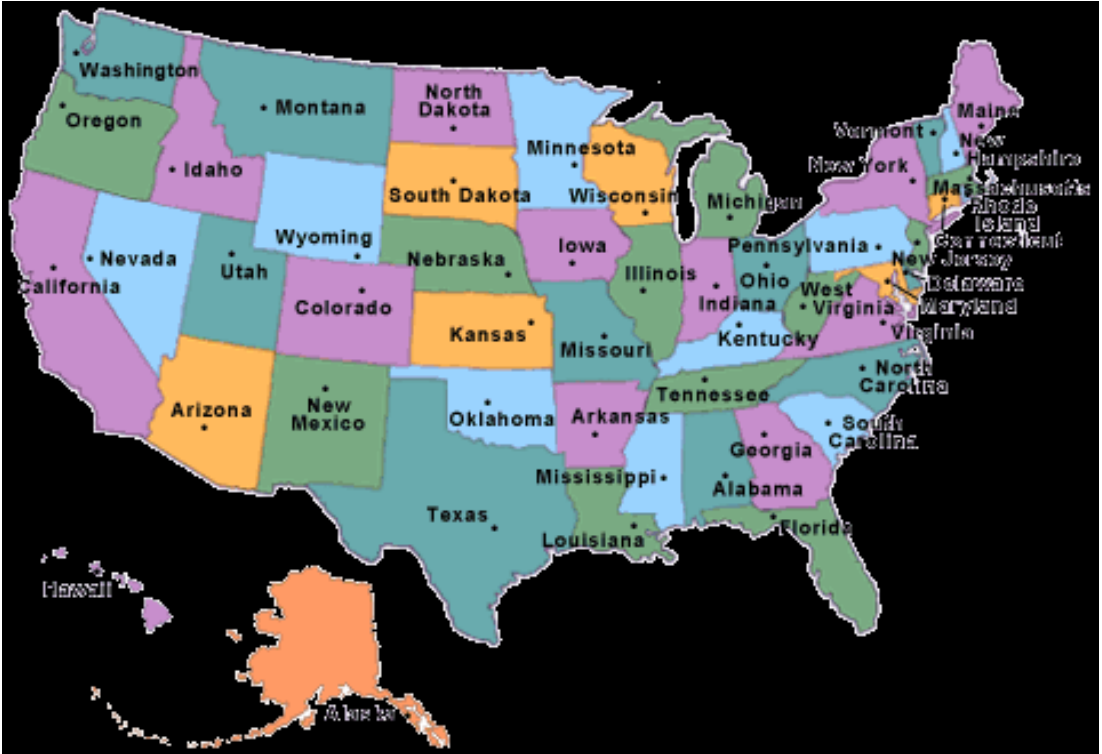 Washington
Oregon
Idaho
Montana
North
Dakota
Minnesota
South Dakota
Wisconsin
Michigan
Vermont
Maine
New
Hampshire
New York
Massachusetts
Rhode
Island
Connecticut
Wyoming
Nevada
Utah
California
Colorado
Nebraska
Iowa
Illinois
Indiana
Ohio
Pennsylvania
New Jersey
Delaware
Maryland
West
Virginia
Virginia
Kansas
Missouri
Kentucky
Arizona
New
Mexico
Oklahoma
Arkansas
Tennessee
North
Carolina
South
Carolina
Georgia
Alabama
Mississippi
Texas
Louisiana
Florida
Hawaii
Alaska